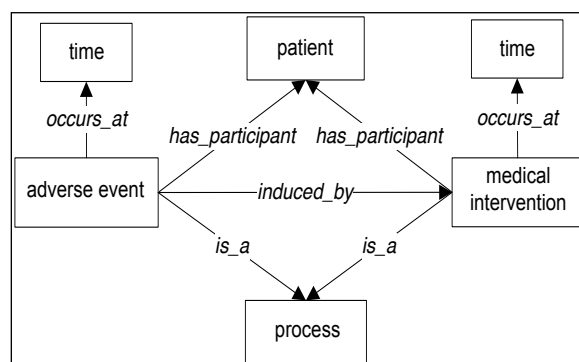 time
patient
time
occurs_at
occurs_at
has_participant
has_participant
adverse event
induced_by
medical
intervention
is_a
is_a
process